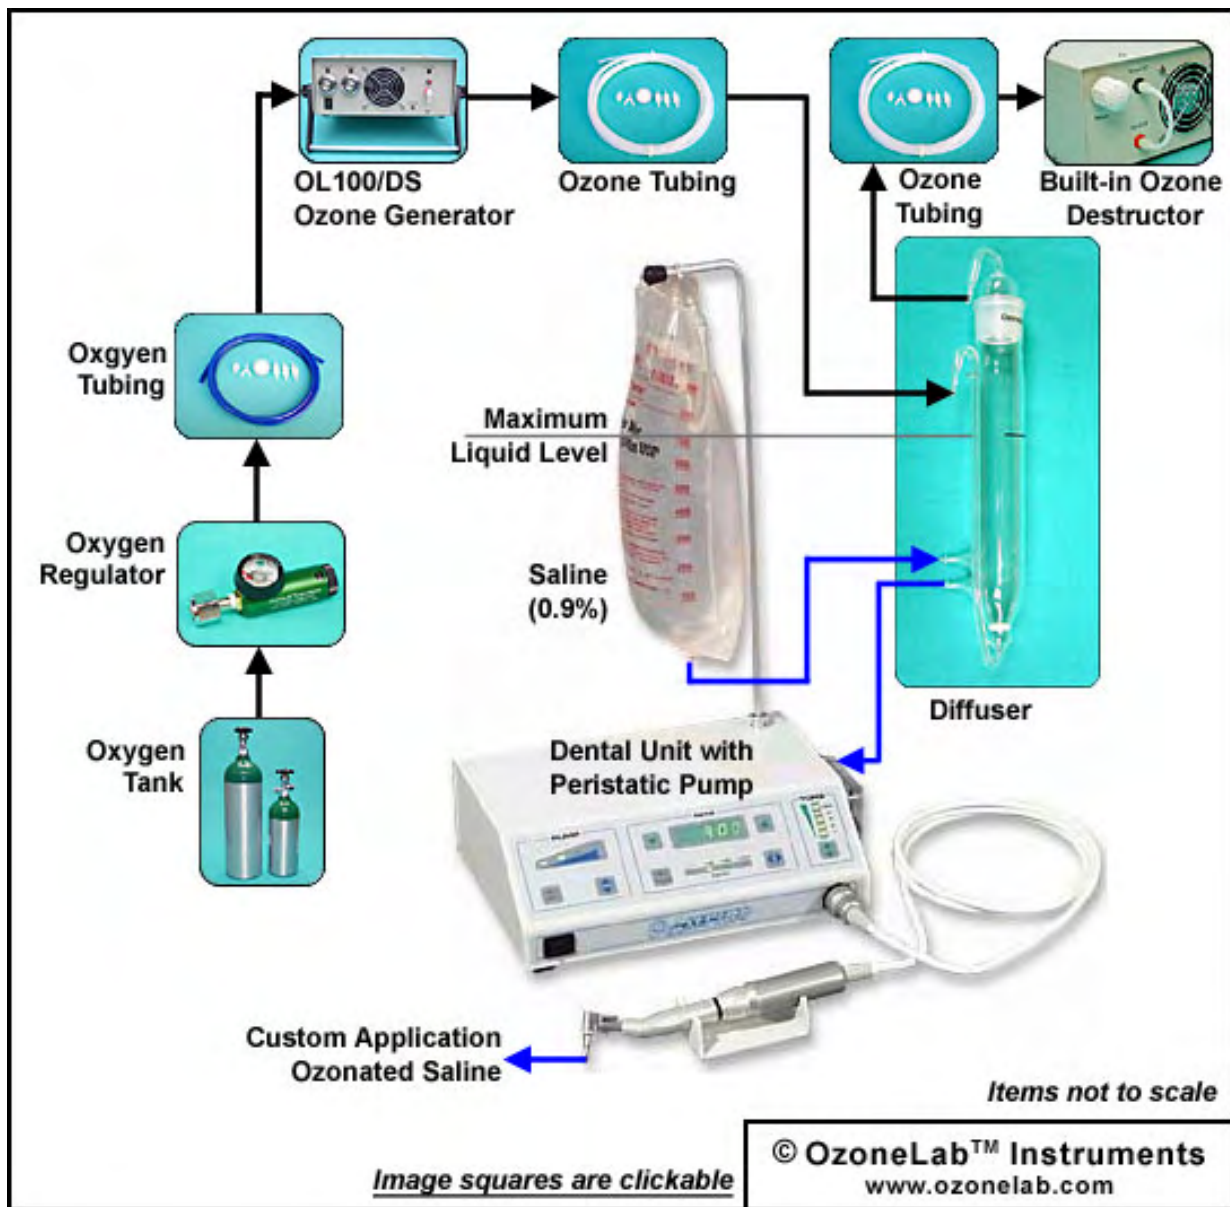 OL100/DS
Ozone Generator
Ozone Tubing
Ozone
Tubing
Built-in Ozone
Destructor
Oxgyen
Tubing
Maximum
Liquid Level
Oxygen
Regulator
Saline
(0.9%)
Diffuser
Oxygen
Tank
Dental Unit with
Peristatic Pump
900
Custom Application
Ozonated Saline
Items not to scale
© OzoneLab™ Instruments
www.ozonelab.com
Image squares are clickable